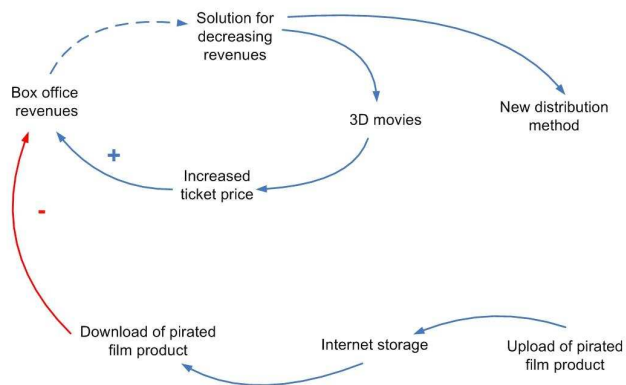 Solution for
decreasing
revenues
Box office
revenues
3D movies
New distribution
method
+
Increased
ticket price
-
Download of pirated
film product
Internet storage
Upload of pirated
film product